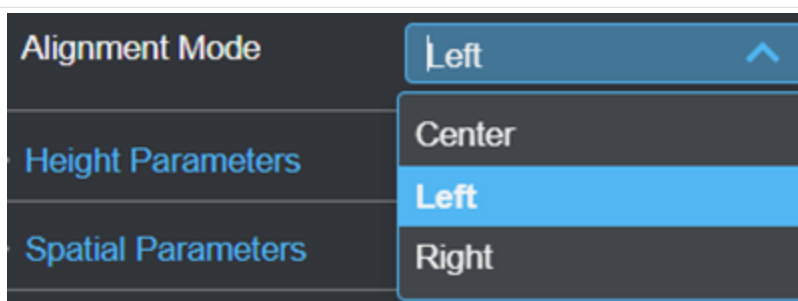 Alignment Mode Left
Center
Height Parameters
Left
Spatial Parameters
Right